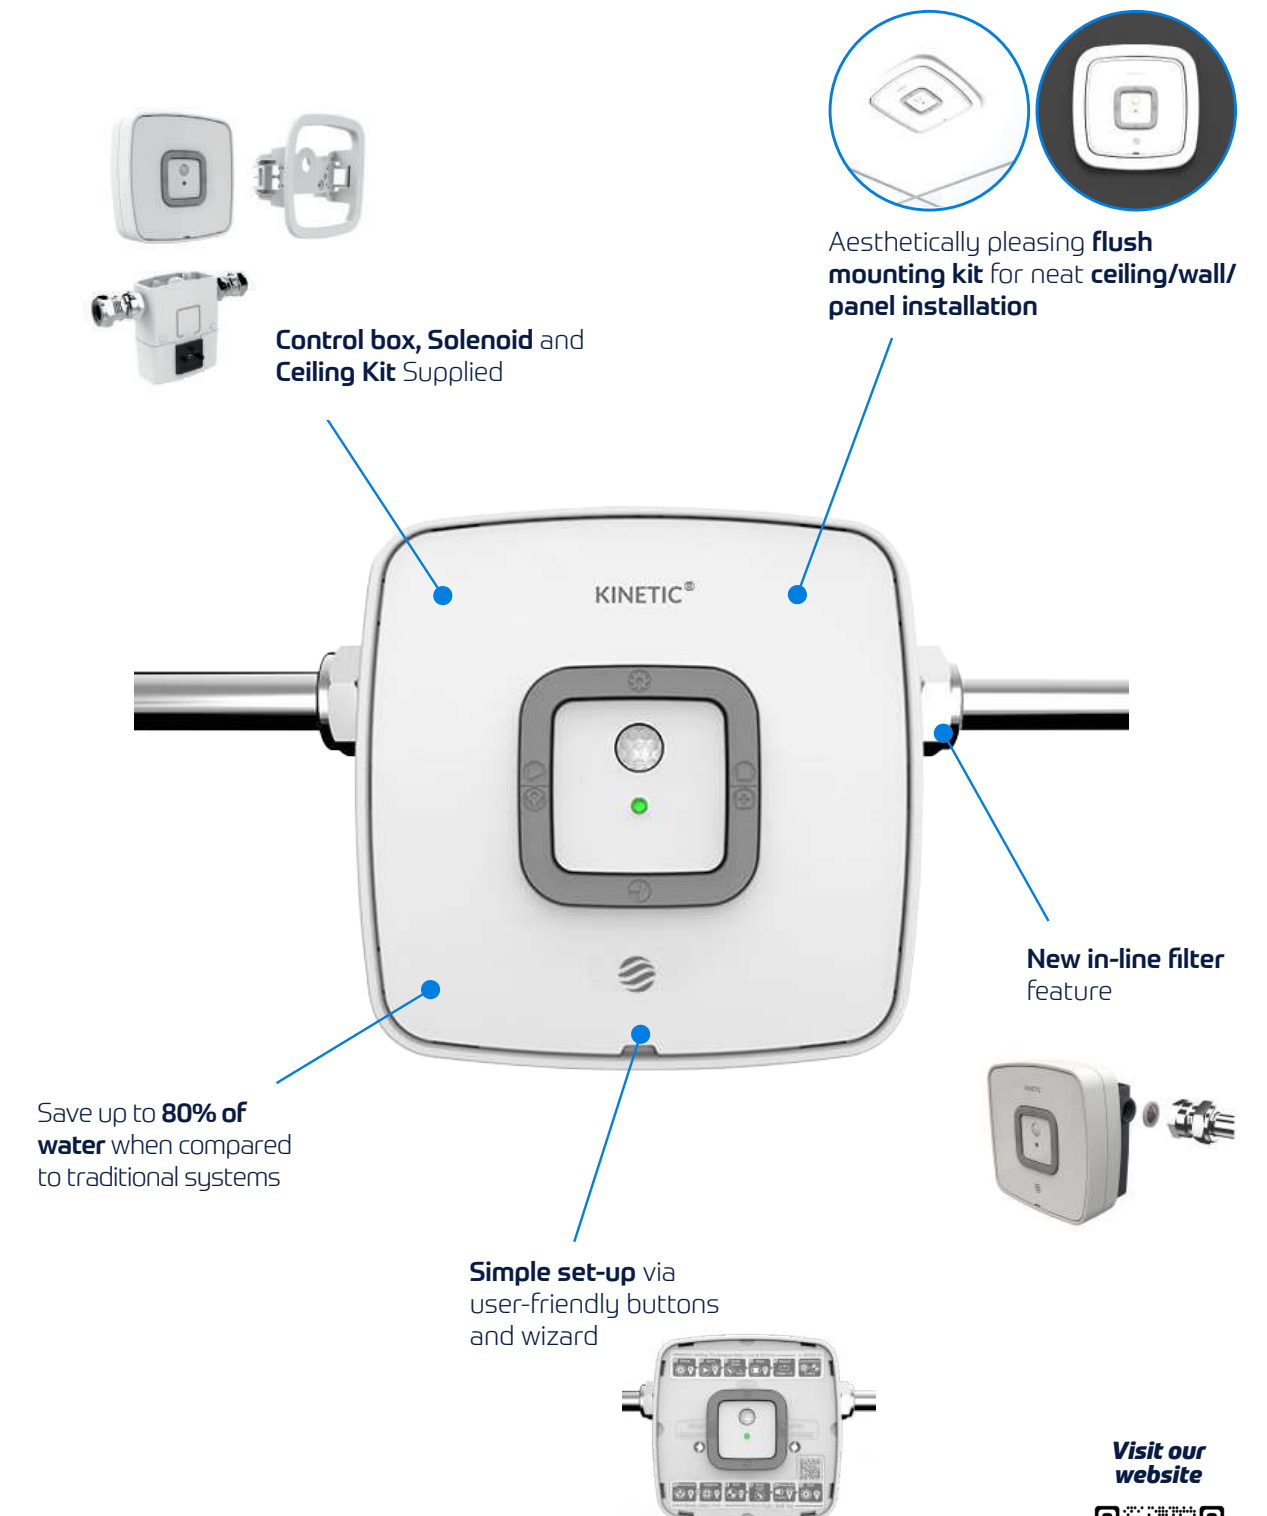 Aesthetically pleasing flush
mounting kit for neat ceiling/wall/
panel installation
Control box, Solenoid and
Ceiling Kit Supplied
KINETIC®
New in-line filter
feature
KINETIC
Save up to 80% of
water when compared
to traditional systems
Simple set-up via
user-friendly buttons
and wizard
Visit our
website